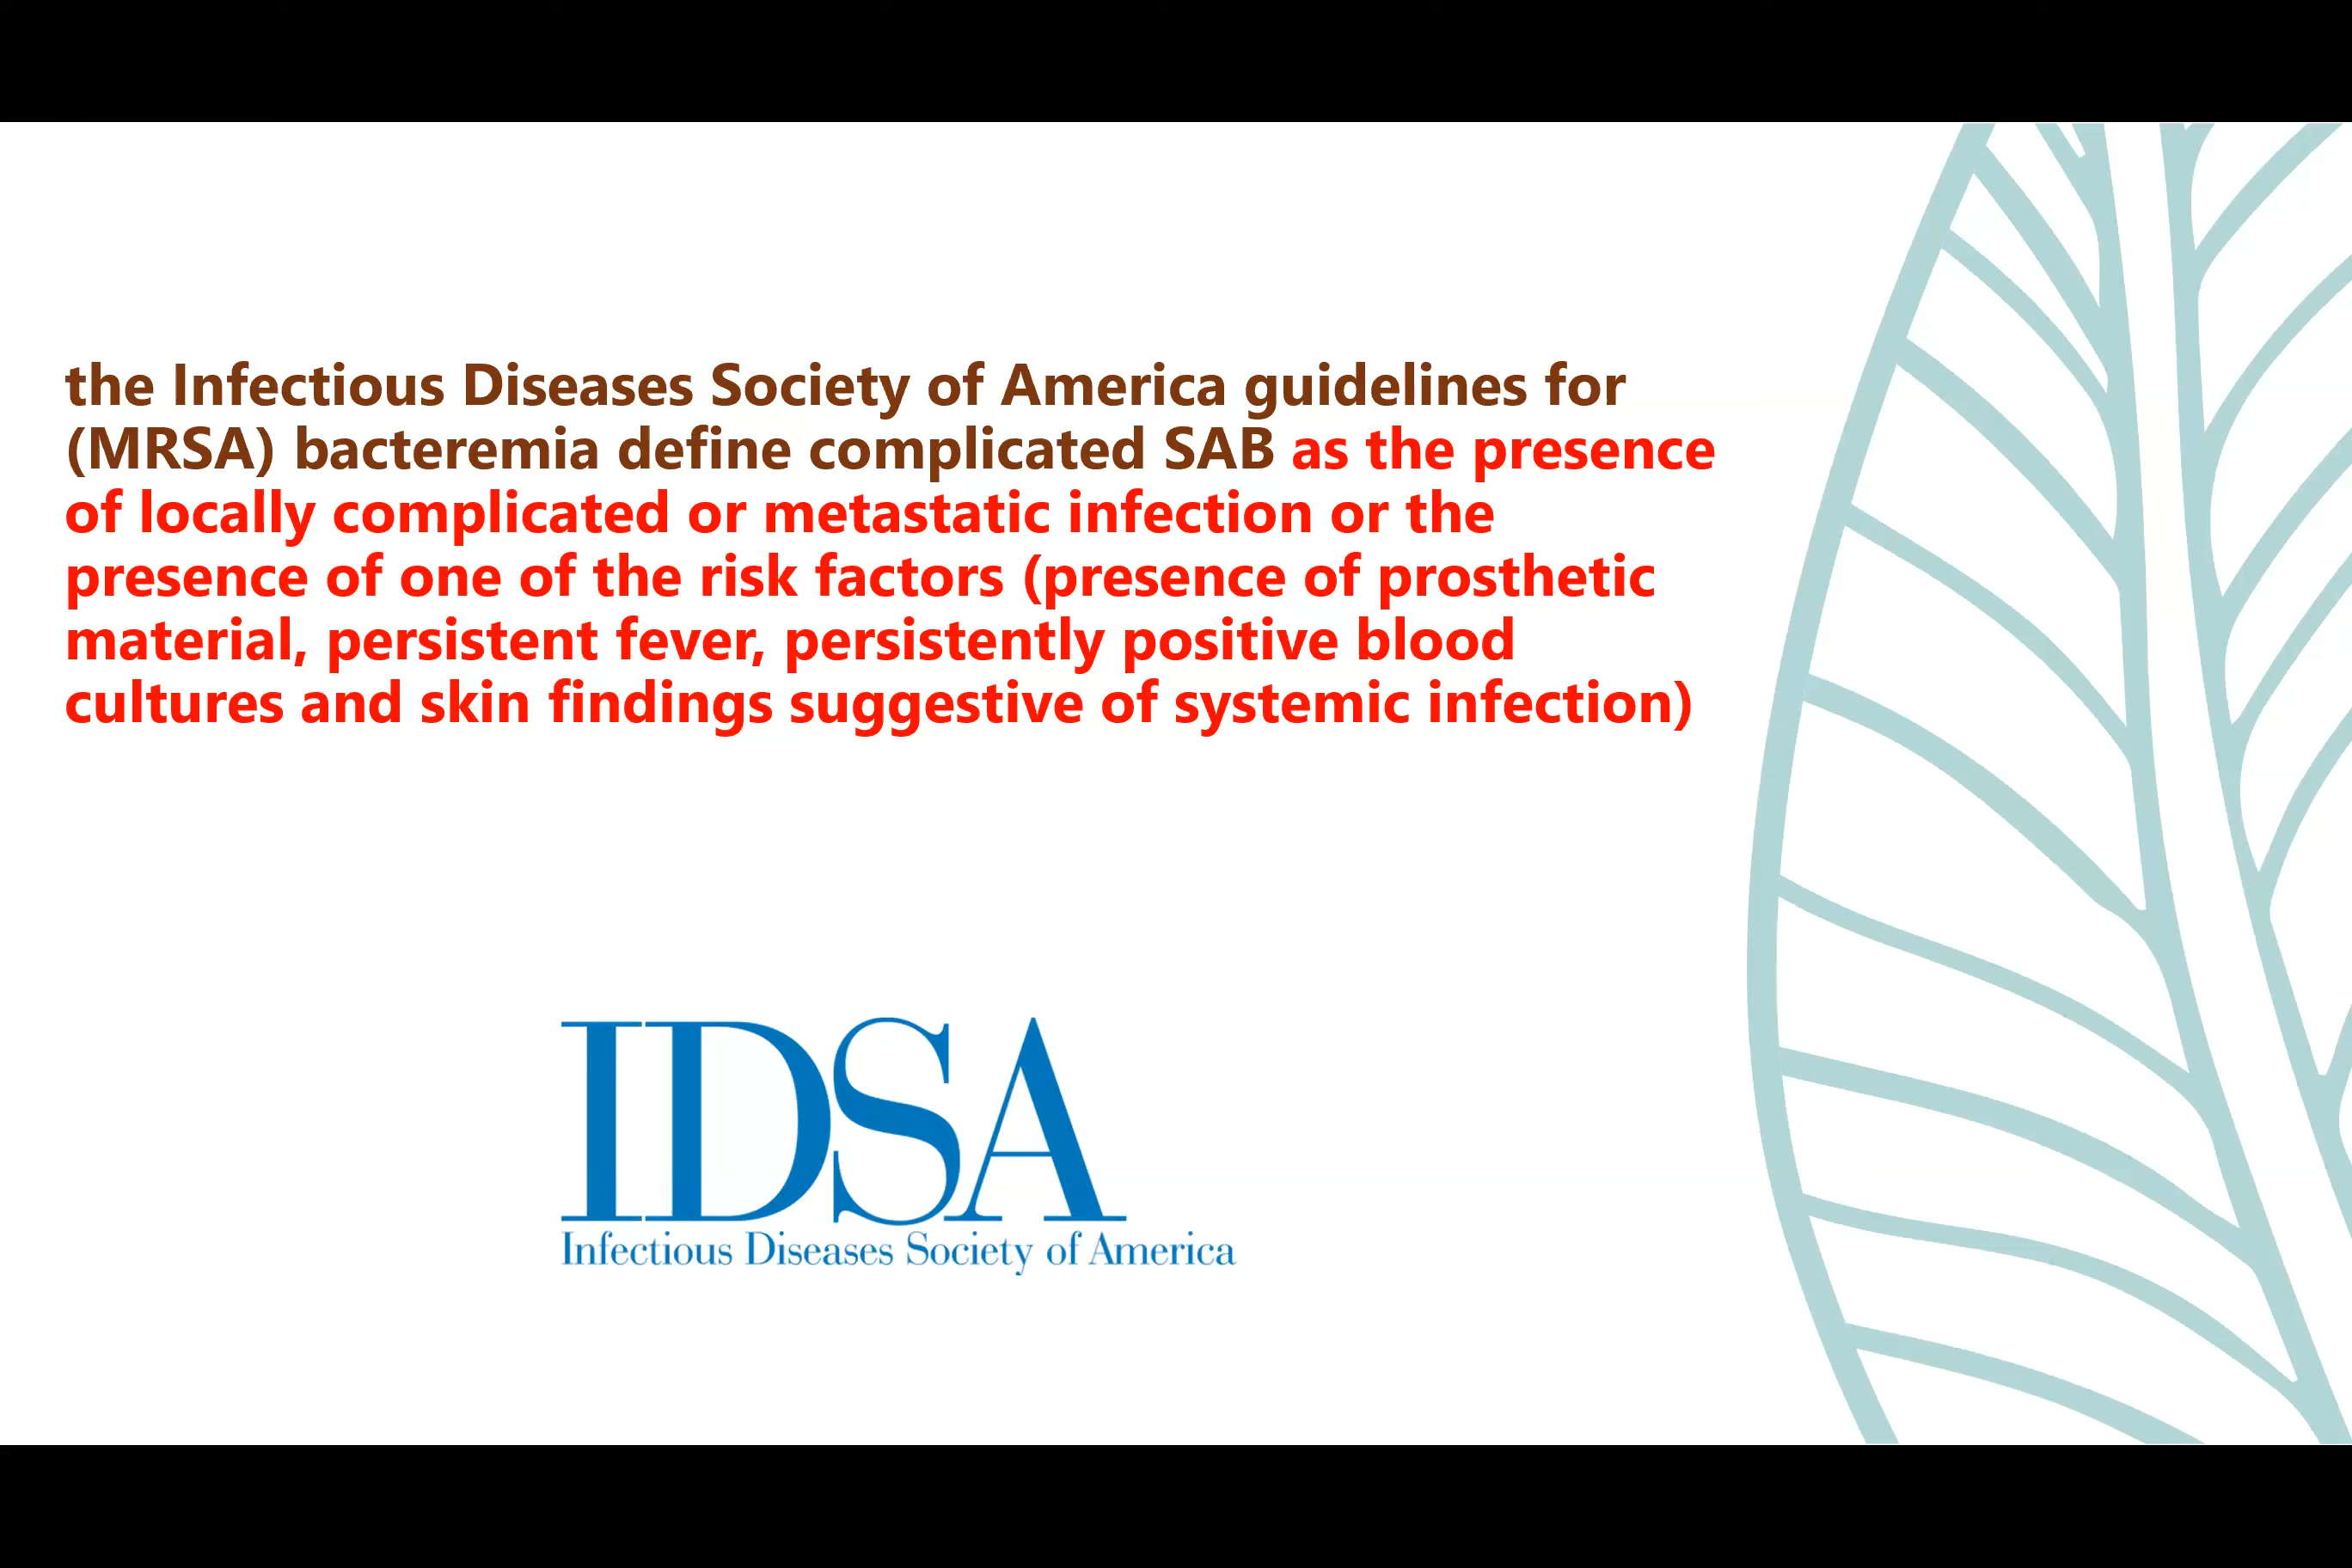 the Infectious Diseases Society of America guidelines for
(MRSA) bacteremia define complicated SAB as the presence
of locally complicated or metastatic infection or the
presence of one of the risk factors (presence of prosthetic
material, persistent fever, persistently positive blood
cultures and skin findings suggestive of systemic infection)
IDSA
Infectious Diseases Society of America